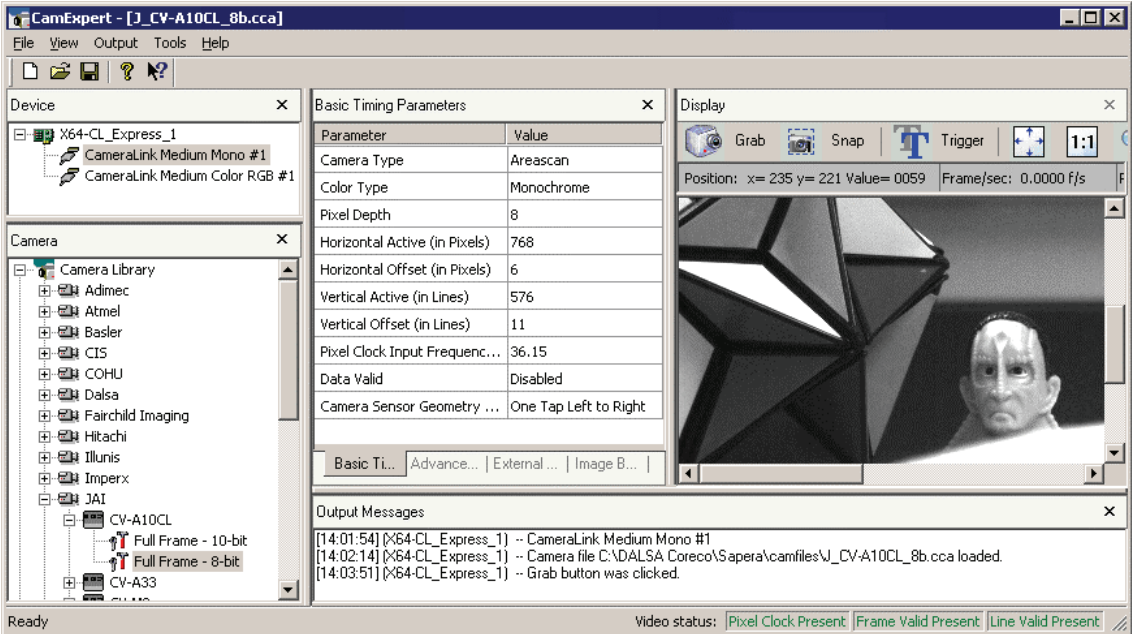 CamExpert - [J_CV-A10CL_8b.cca]
File View Output Tools Help
Device
X64-CL_Express_1
CameraLink Medium Mono #1
CameraLink Medium Color RGB #1
Camera
Camera Library
Adimec
Atmel
Basler
CIS
COHU
Dalsa
Fairchild Imaging
Hitachi
Illunis
Imperx
JAI
CV-A10CL
Full Frame - 10-bit
Full Frame - 8-bit
CV-A33
Basic Timing Parameters
Parameter Value
Camera Type Areascan
Color Type Monochrome
Pixel Depth 8
Horizontal Active (in Pixels) 768
Horizontal Offset (in Pixels) 6
Vertical Active (in Lines) 576
Vertical Offset (in Lines) 11
Pixel Clock Input Frequenc... 36.15
Data Valid Disabled
Camera Sensor Geometry ... One Tap Left to Right
Basic Ti... Advance... External ... Image B...
Display
Grab Snap Trigger 1:1
Position: x= 235 y= 221 Value= 0059 Frame/sec: 0.0000 f/s
Output Messages
[14:01:54] (X64-CL_Express_1) -- CameraLink Medium Mono #1
[14:02:14] (X64-CL_Express_1) -- Camera file C:\DALSA Coreco\Sapera\camfiles\J_CV-A10CL_8b.cca loaded.
[14:03:51] (X64-CL_Express_1) -- Grab button was clicked.
Ready
Video status: Pixel Clock Present Frame Valid Present Line Valid Present